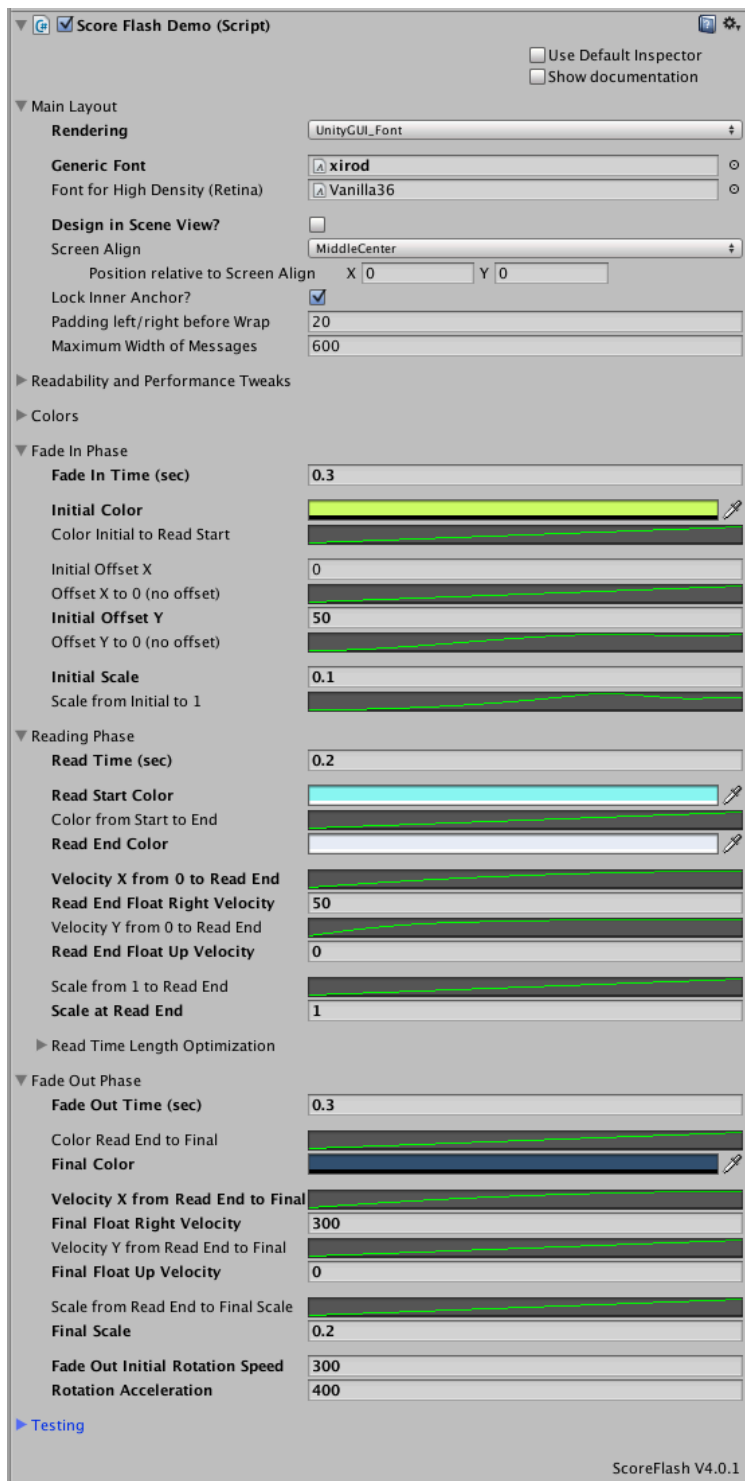 Score Flash Demo (Script)
Use Default Inspector
Show documentation
Main Layout
Rendering UnityGUI_Font
Generic Font xirod
Font for High Density (Retina) Vanilla36
Design in Scene View?
Screen Align MiddleCenter
Position relative to Screen Align X 0 Y 0
Lock Inner Anchor?
Padding left/right before Wrap 20
Maximum Width of Messages 600
Readability and Performance Tweaks
Colors
Fade In Phase
Fade In Time (sec) 0.3
Initial Color
Color Initial to Read Start
Initial Offset X 0
Offset X to 0 (no offset)
Initial Offset Y 50
Offset Y to 0 (no offset)
Initial Scale 0.1
Scale from Initial to 1
Reading Phase
Read Time (sec) 0.2
Read Start Color
Color from Start to End
Read End Color
Velocity X from 0 to Read End
Read End Float Right Velocity 50
Velocity Y from 0 to Read End
Read End Float Up Velocity 0
Scale from 1 to Read End
Scale at Read End 1
Read Time Length Optimization
Fade Out Phase
Fade Out Time (sec) 0.3
Color Read End to Final
Final Color
Velocity X from Read End to Final
Final Float Right Velocity 300
Velocity Y from Read End to Final
Final Float Up Velocity 0
Scale from Read End to Final Scale
Final Scale 0.2
Fade Out Initial Rotation Speed 300
Rotation Acceleration 400
Testing
ScoreFlash V4.0.1